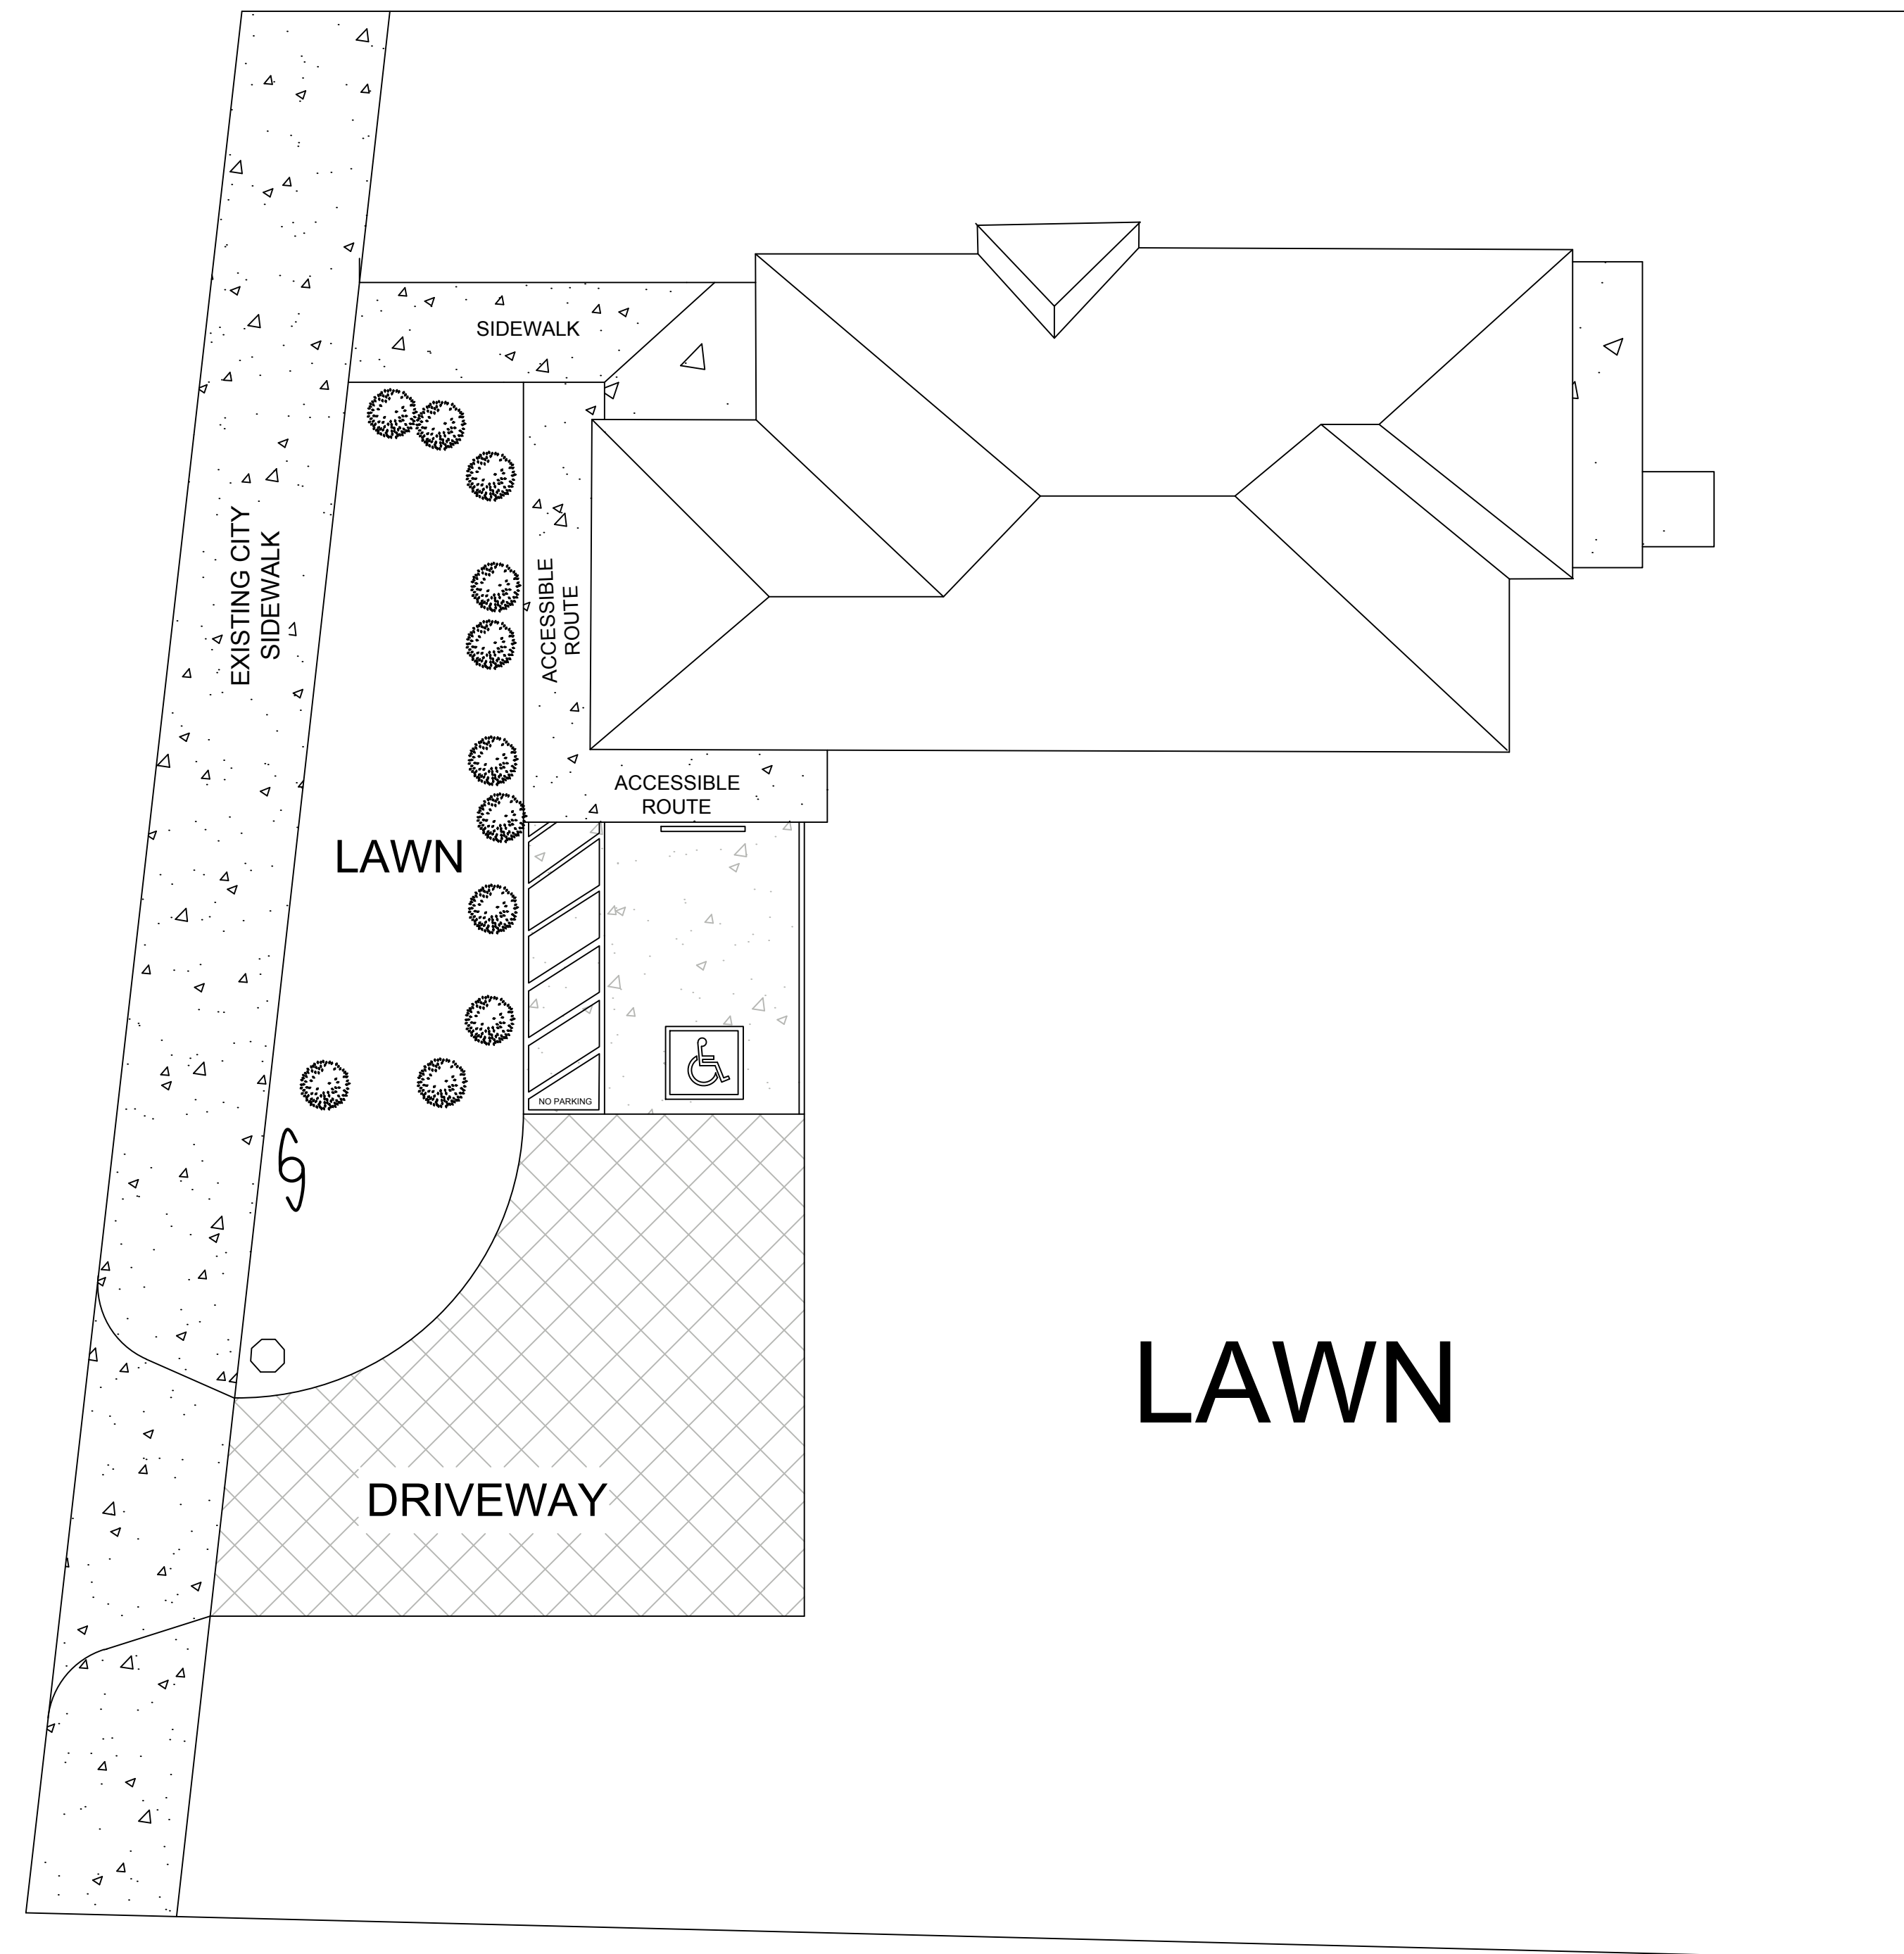 SIDEWALK
EXISTING CITY
SIDEWALK
ACCESSIBLE
ROUTE
ACCESSIBLE
ROUTE
LAWN
NO PARKING
LAWN
DRIVEWAY